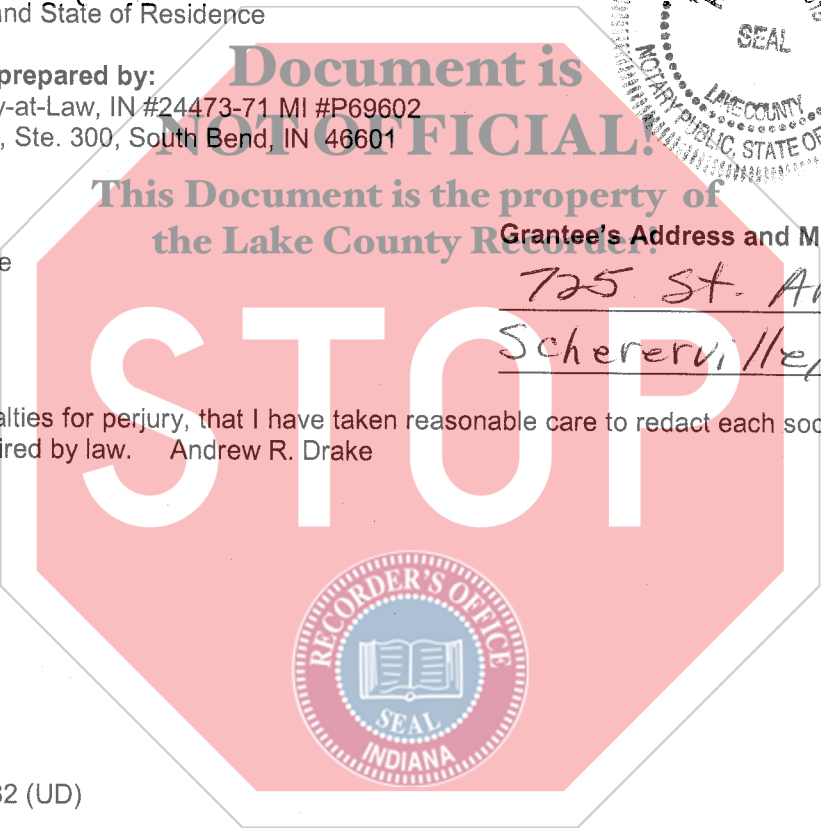 and State of Residence
SEAL
LAKE COUNTY
NOTARY PUBLIC, STATE OF
prepared by:
y-at-Law, IN #24473-71 MI #P69602
, Ste. 300, South Bend, IN 46601
Document is
NOT OFFICIAL!
This Document is the property of
the Lake County Recorder!
Grantee's Address and M
e
725 St. A
Schererville,
STOP
alties for perjury, that I have taken reasonable care to redact each soc
ired by law. Andrew R. Drake
RECORDER'S OFFICE
SEAL
INDIANA
32 (UD)